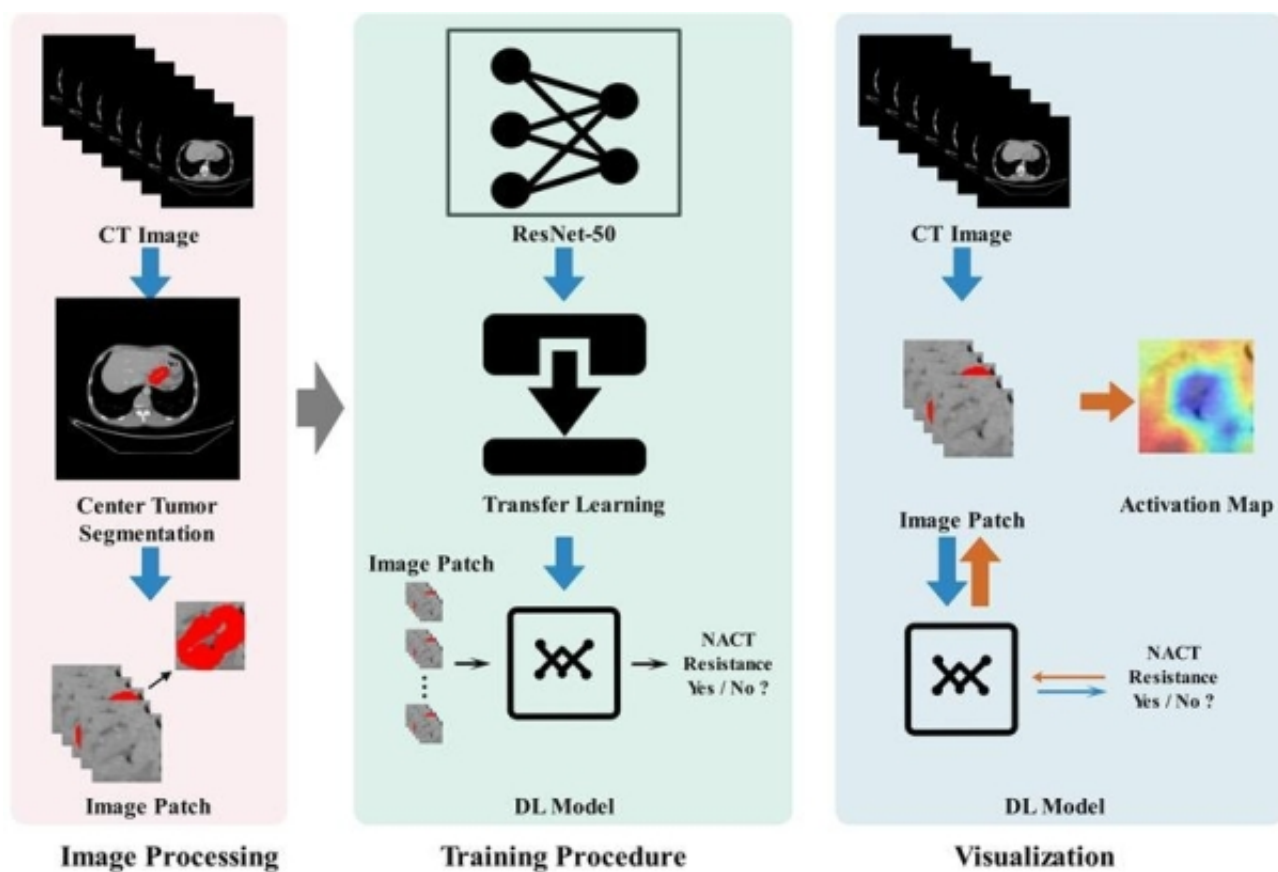 CT Image
Center Tumor
Segmentation
Image Patch
Image Processing
ResNet-50
Transfer Learning
Image Patch
NACT
Resistance
Yes / No ?
DL Model
Training Procedure
CT Image
Image Patch
Activation Map
NACT
Resistance
Yes / No ?
DL Model
Visualization